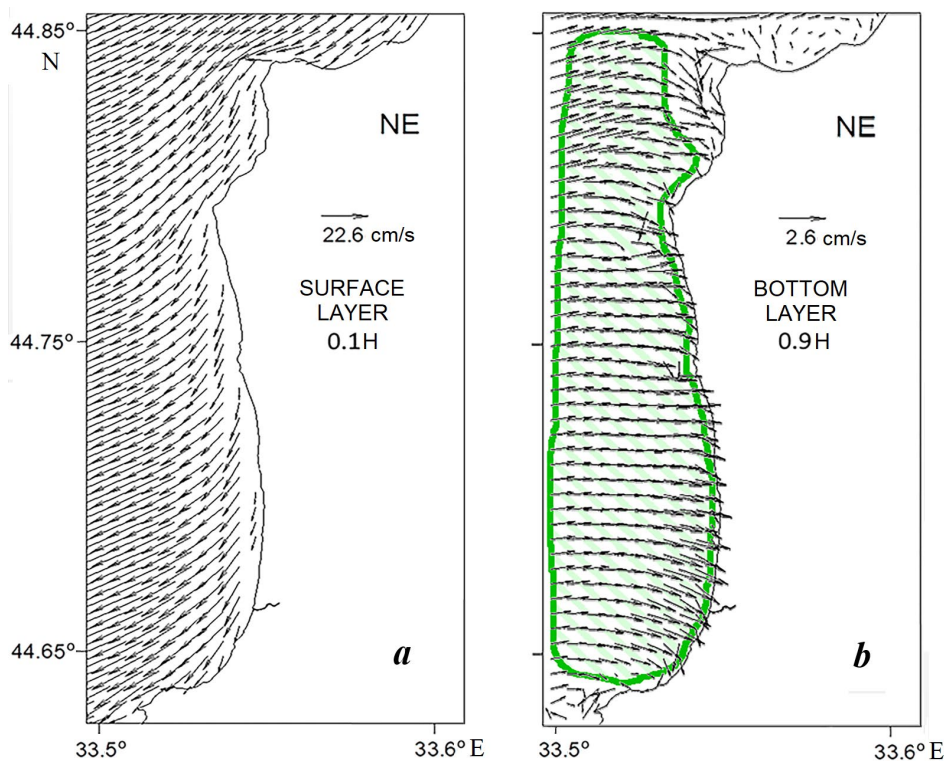 44.85°
N
NE
22.6 cm/s
SURFACE
LAYER
0.1H
44.75°
44.65°
a
33.5°
33.6° E
NE
2.6 cm/s
BOTTOM
LAYER
0.9H
b
33.5°
33.6° E